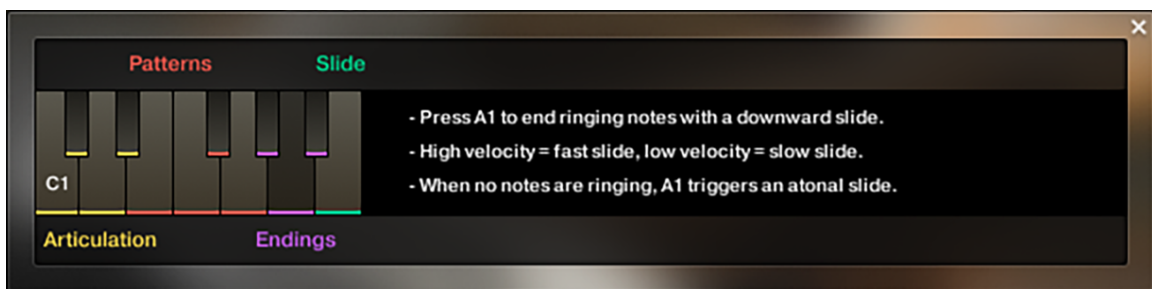 Patterns Slide
- Press A1 to end ringing notes with a downward slide.
- High velocity = fast slide, low velocity = slow slide.
- When no notes are ringing, A1 triggers an atonal slide.
C1
Articulation Endings